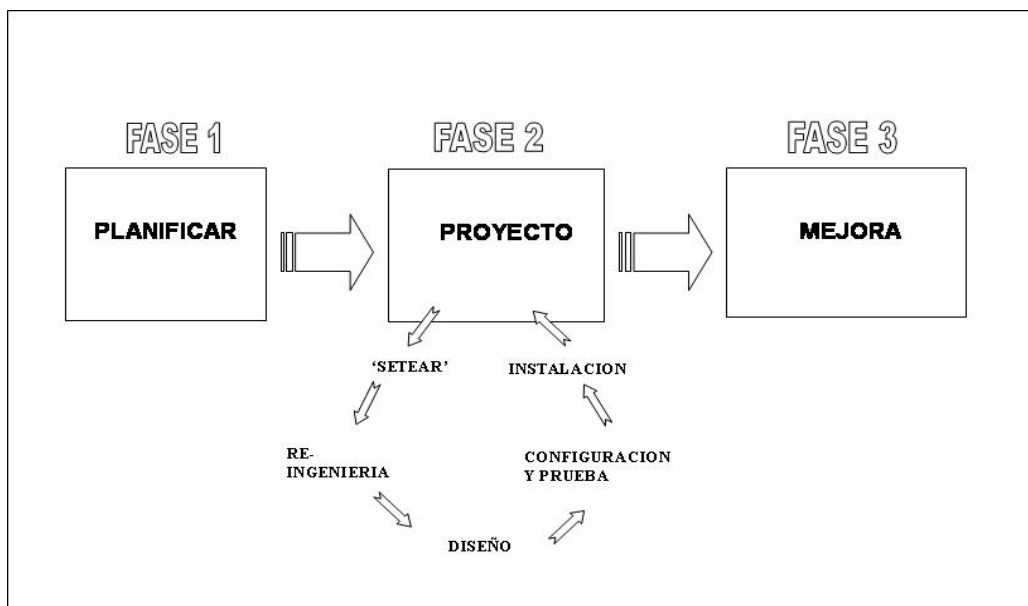 FASE 1
FASE 2
FASE 3
PLANIFICAR
PROYECTO
MEJORA
‘SETEAR’
INSTALACION
RE-
INGENIERIA
CONFIGURACION
Y PRUEBA
DISEÑO